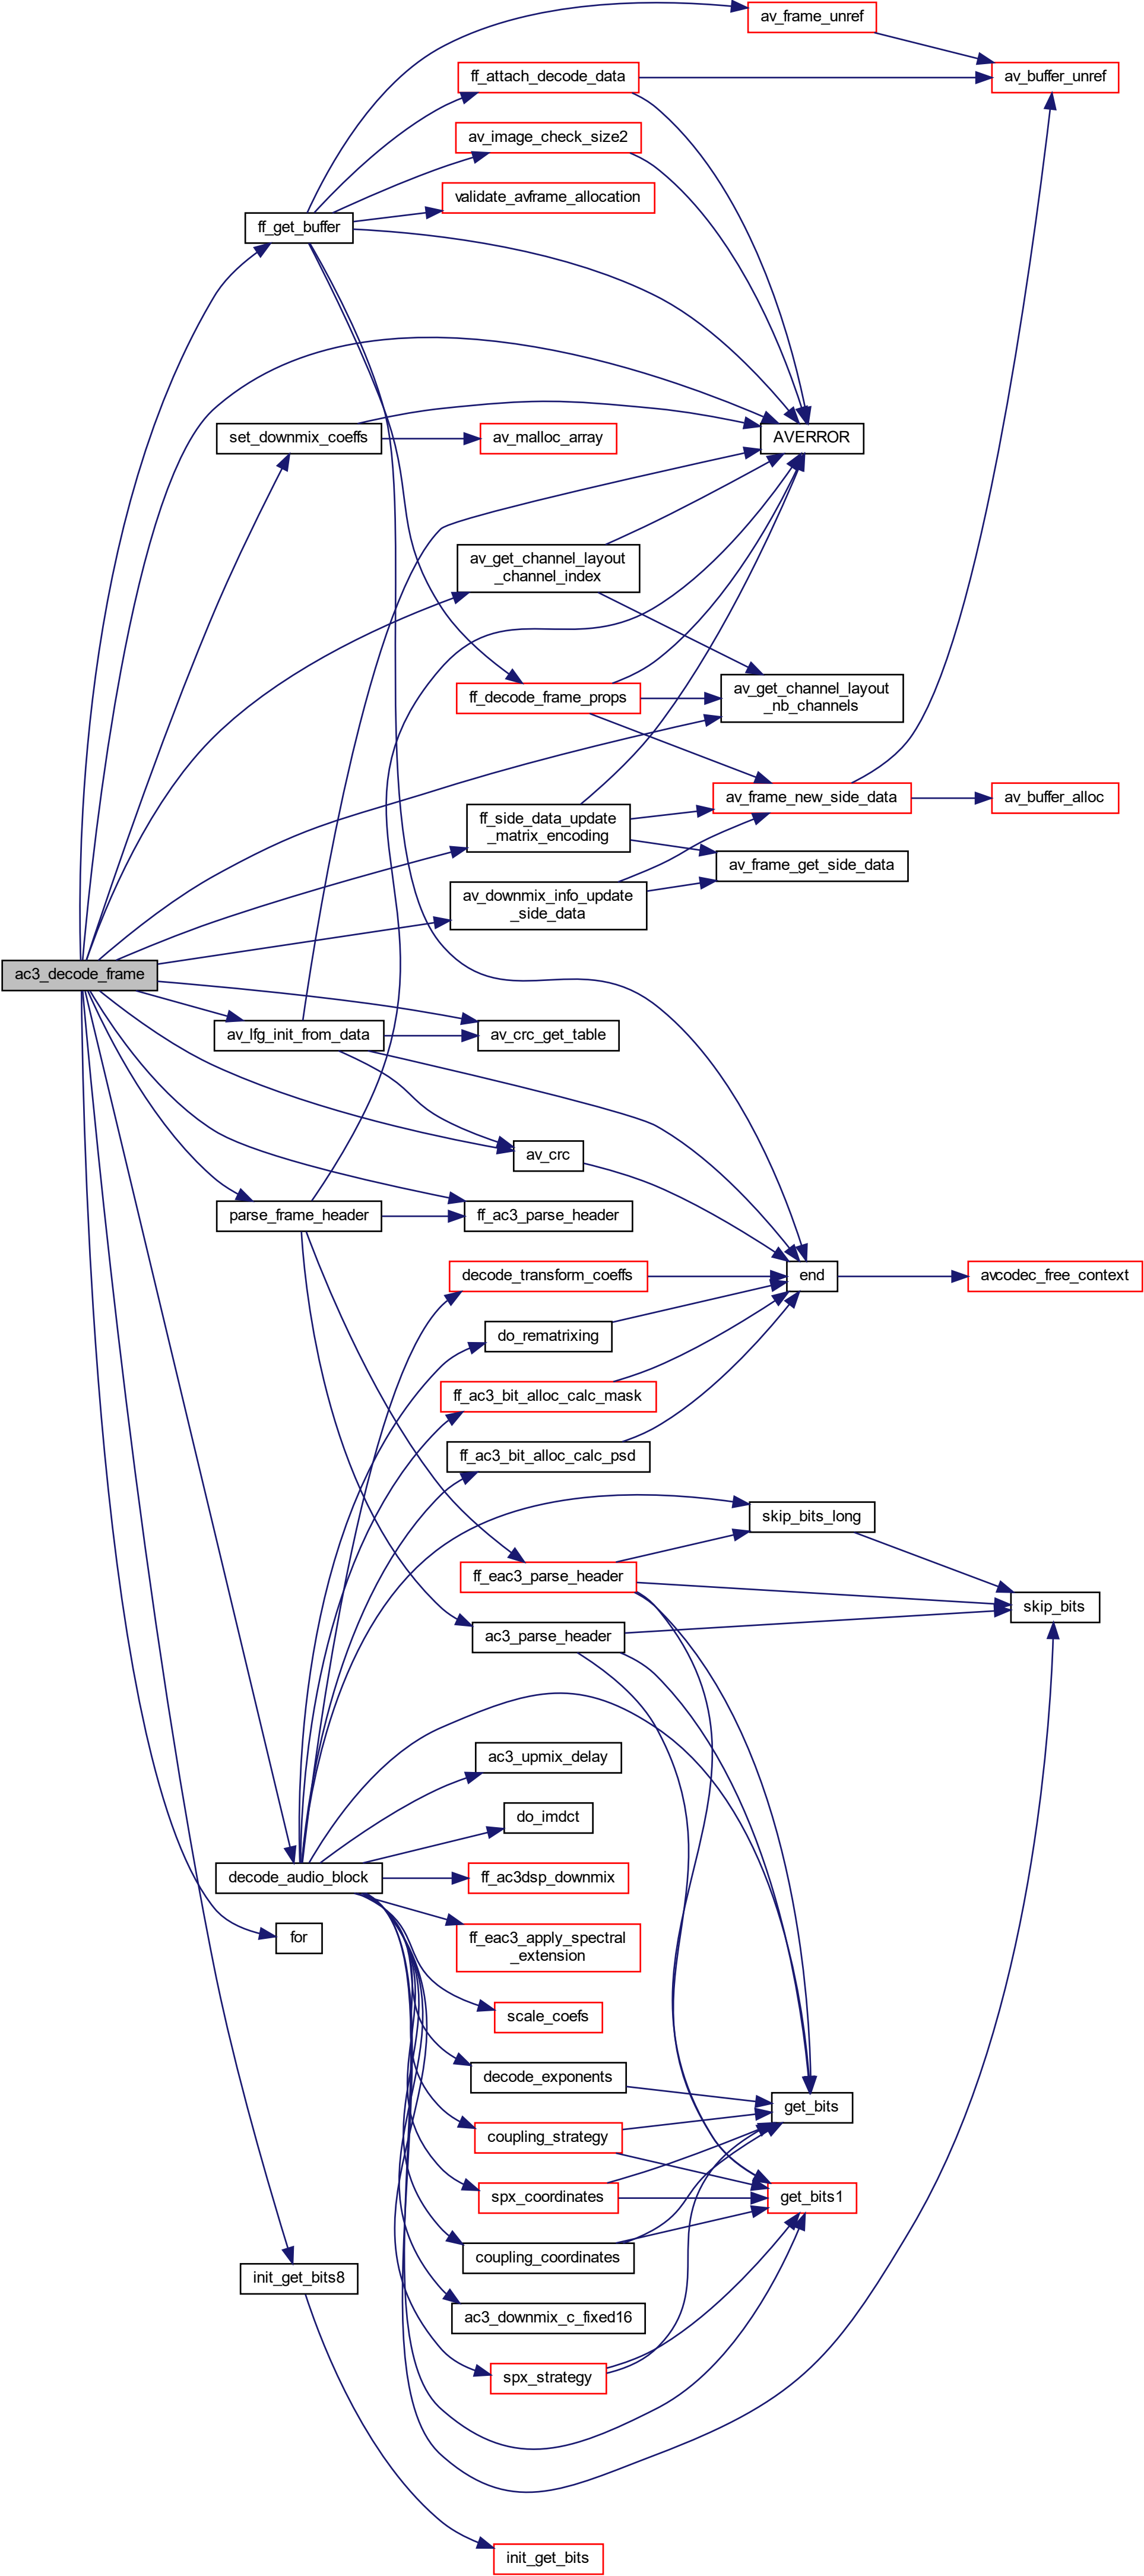 av_frame_unref
ff_attach_decode_data
av_buffer_unref
av_image_check_size2
validate_avframe_allocation
ff_get_buffer
set_downmix_coeffs
av_malloc_array
AVERROR
av_get_channel_layout
_channel_index
ff_decode_frame_props
av_get_channel_layout
_nb_channels
av_frame_new_side_data
av_buffer_alloc
ff_side_data_update
_matrix_encoding
av_frame_get_side_data
av_downmix_info_update
_side_data
ac3_decode_frame
av_lfg_init_from_data
av_crc_get_table
av_crc
parse_frame_header
ff_ac3_parse_header
decode_transform_coeffs
end
avcodec_free_context
do_rematrixing
ff_ac3_bit_alloc_calc_mask
ff_ac3_bit_alloc_calc_psd
skip_bits_long
ff_eac3_parse_header
skip_bits
ac3_parse_header
ac3_upmix_delay
do_imdct
decode_audio_block
ff_ac3dsp_downmix
for
ff_eac3_apply_spectral
_extension
scale_coefs
decode_exponents
get_bits
coupling_strategy
spx_coordinates
get_bits1
coupling_coordinates
init_get_bits8
ac3_downmix_c_fixed16
spx_strategy
init_get_bits